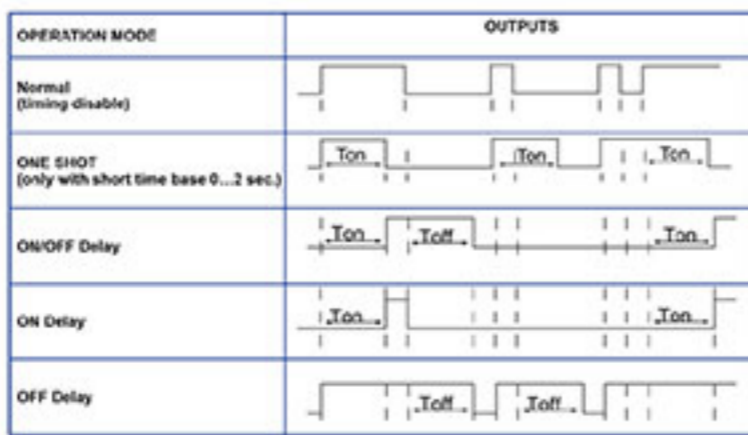 OPERATION MODE
OUTPUTS
Normal
(timing disable)
ONE SHOT
(only with short time base 0...2 sec.)
Ton
Ton
Ton
ON/OFF Delay
Ton
Toff
Ton
ON Delay
Ton
Ton
OFF Delay
Toff
Toff